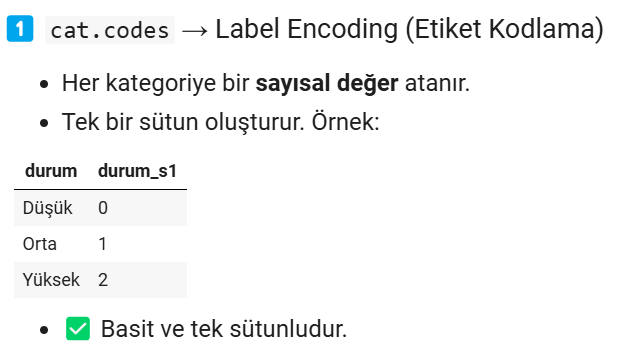 1 cat.codes → Label Encoding (Etiket Kodlama)
• Her kategoriye bir sayısal değer atanır.
• Tek bir sütun oluşturur. Örnek:
durum durum_s1
Düşük 0
Orta 1
Yüksek 2
• ✅ Basit ve tek sütunludur.